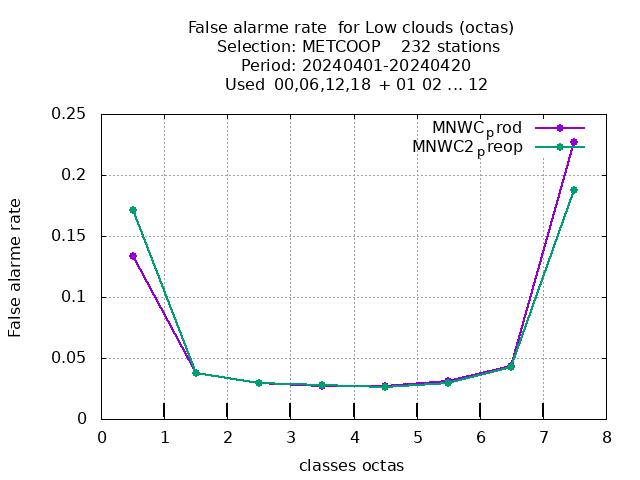 False alarme rate  for Low clouds (octas)
Selection: METCOOP    232 stations
Period: 20240401-20240420
Used  00,06,12,18 + 01 02 ... 12
0.25
MNWC_prod
MNWC2_preop
0.2
0.15
0.1
0.05
0
False alarme rate
0 1 2 3 4 5 6 7 8
classes octas